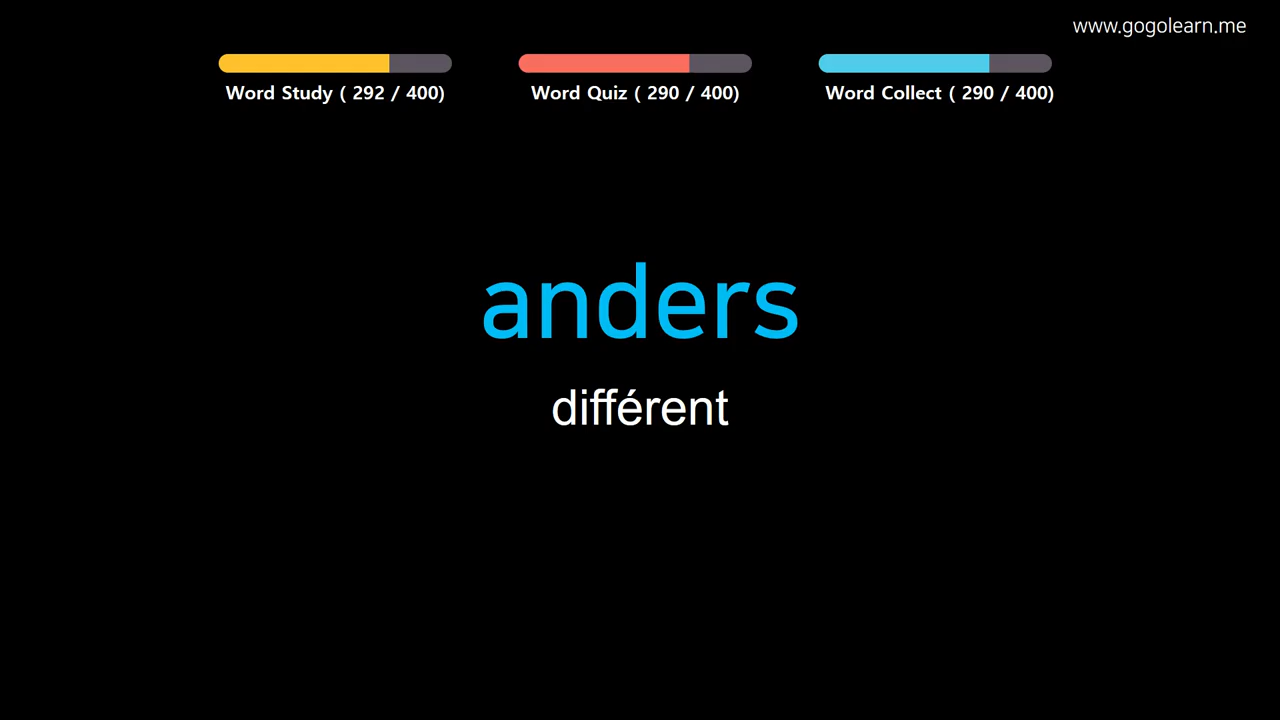 www.gogolearn.me
Word Study ( 292 / 400)
Word Quiz ( 290 / 400)
Word Collect ( 290 / 400)
anders
différent